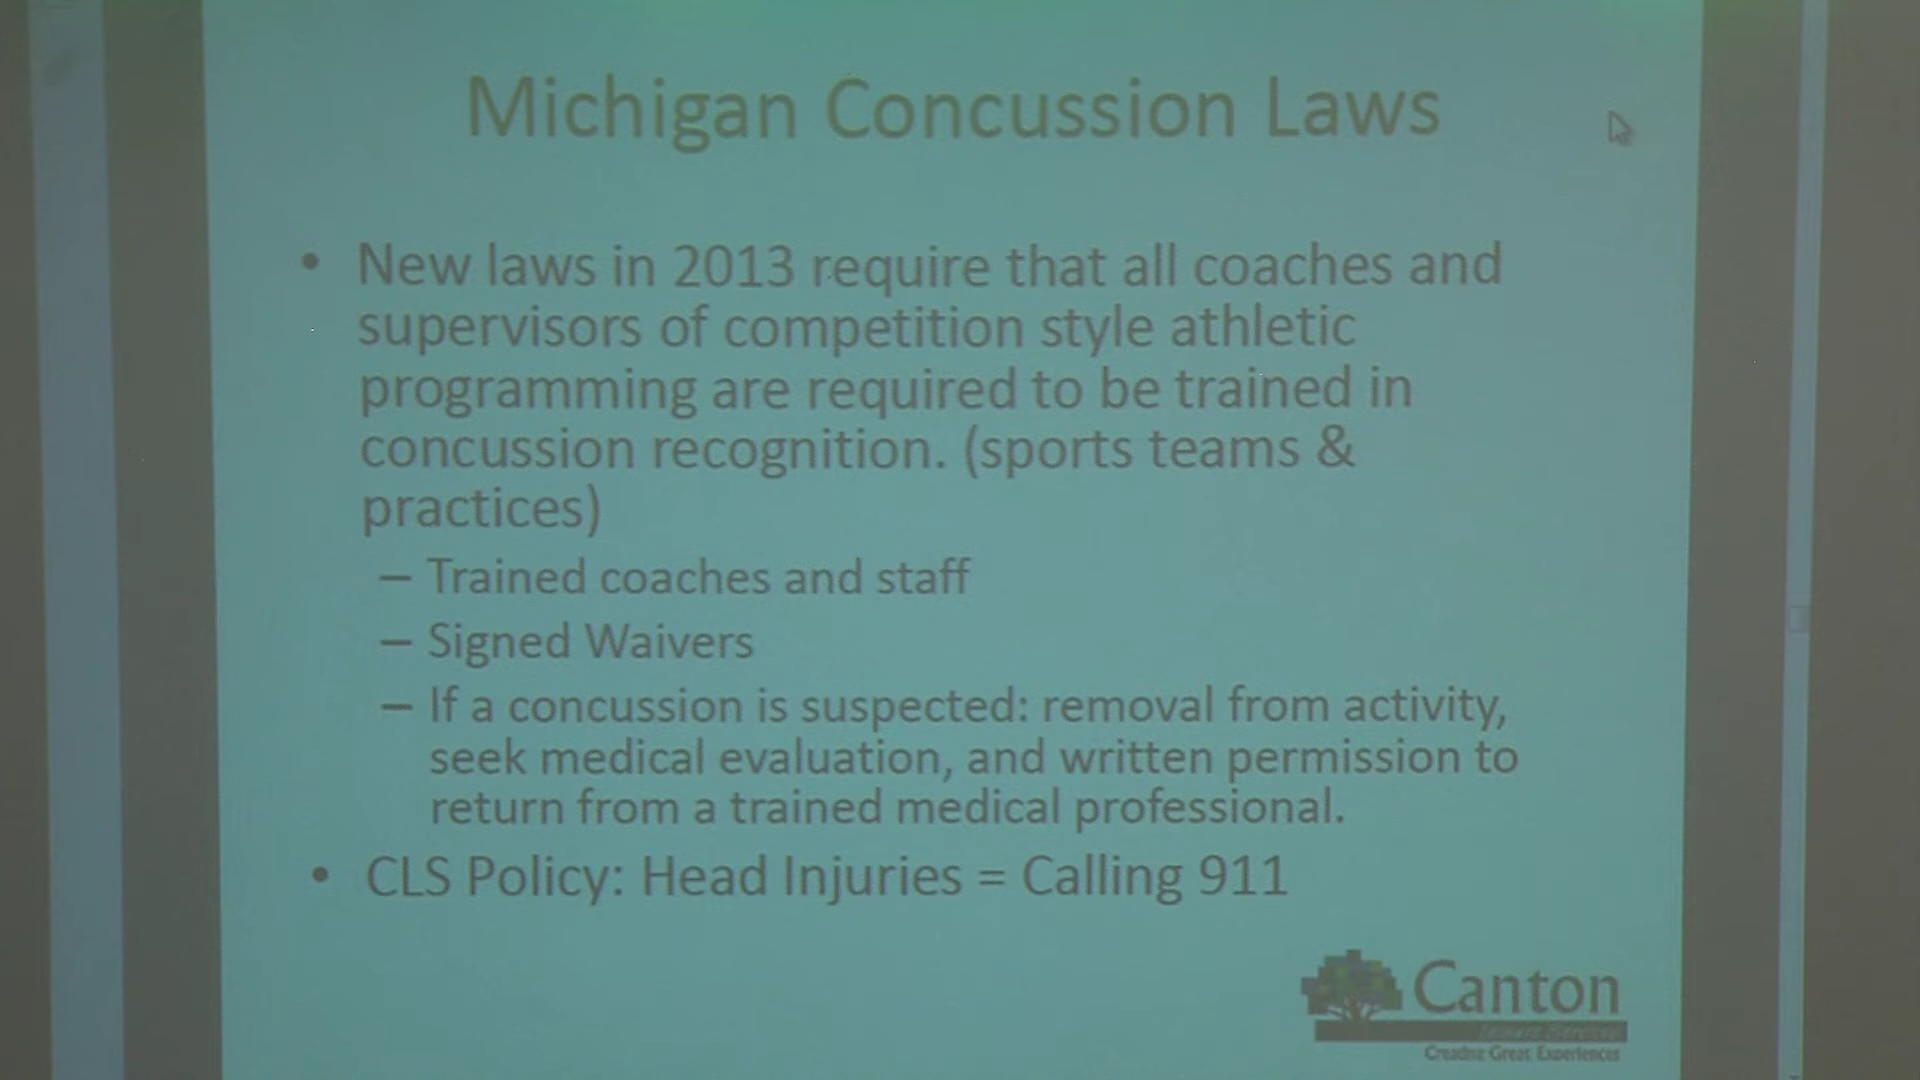 Michigan Concussion Laws
• New laws in 2013 require that all coaches and
supervisors of competition style athletic
programming are required to be trained in
concussion recognition. (sports teams &
practices)
– Trained coaches and staff
– Signed Waivers
– If a concussion is suspected: removal from activity,
seek medical evaluation, and written permission to
return from a trained medical professional.
• CLS Policy: Head Injuries = Calling 911
Canton
Creating Great Experiences